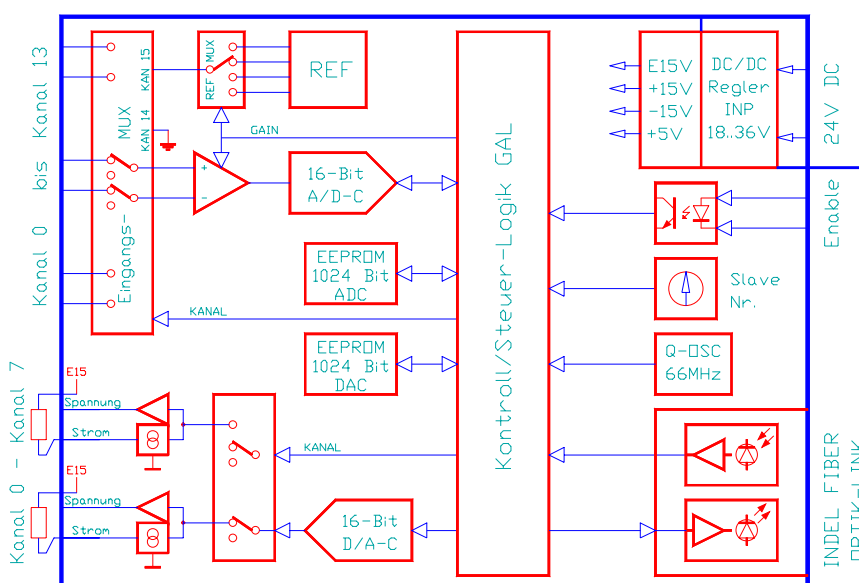 Kanal 0 bis Kanal 13
Eingangs-MUX
KAN 15
KAN 14
REF MUX
REF
GAIN
16-Bit
A/D-C
EEPROM
1024 Bit
ADC
KANAL
EEPROM
1024 Bit
DAC
Kontroll/Steuer-Logik GAL
E15V
+15V
-15V
+5V
DC/DC
Regler
INP
18..36V
24V DC
Enable
Slave
Nr.
Q-OSC
66MHz
INDEL FIBER
OPTIK-LINK
Kanal 0 - Kanal 7
E15
Spannung
Strom
E15
Spannung
Strom
KANAL
16-Bit
D/A-C
+
-